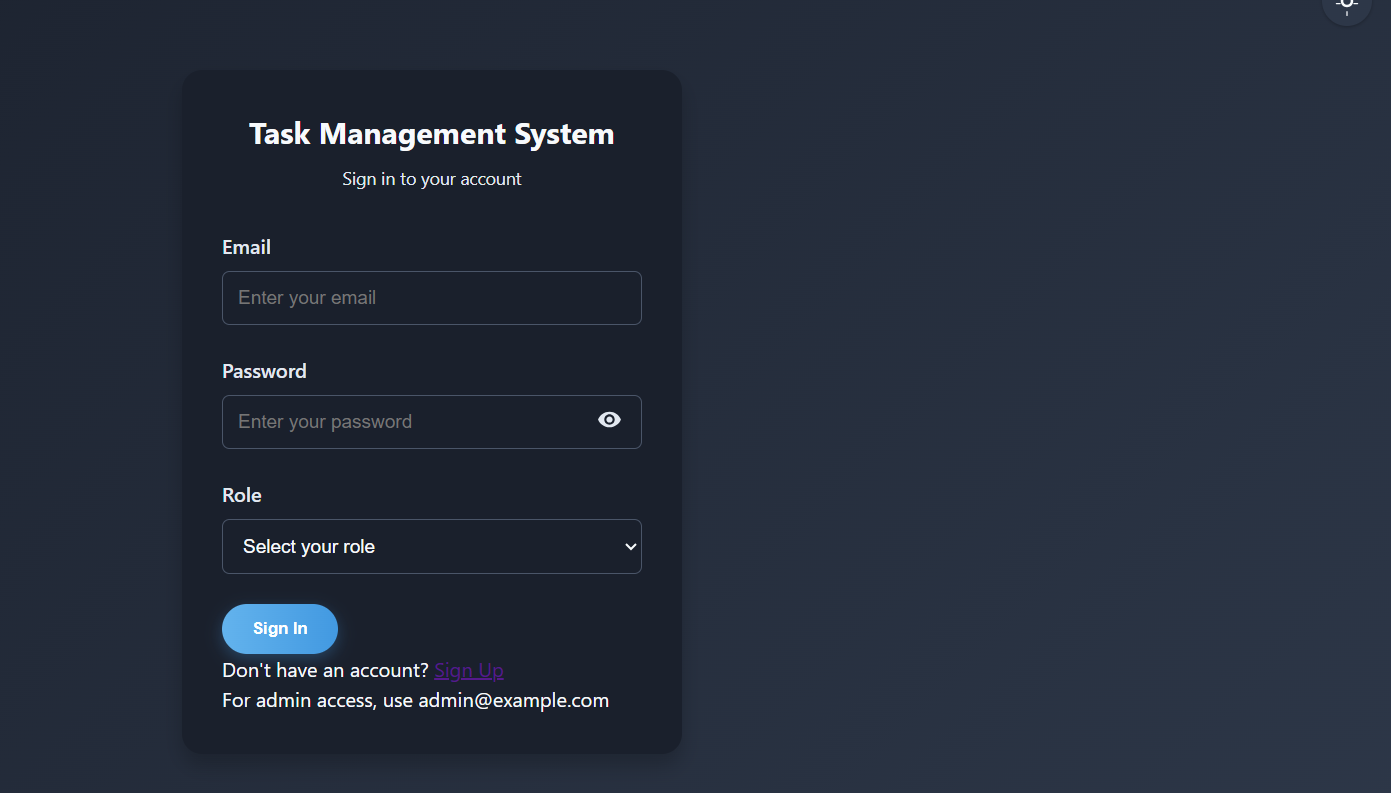 Task Management System
Sign in to your account
Email
Enter your email
Password
Enter your password
Role
Select your role
Sign In
Don't have an account? Sign Up
For admin access, use admin@example.com